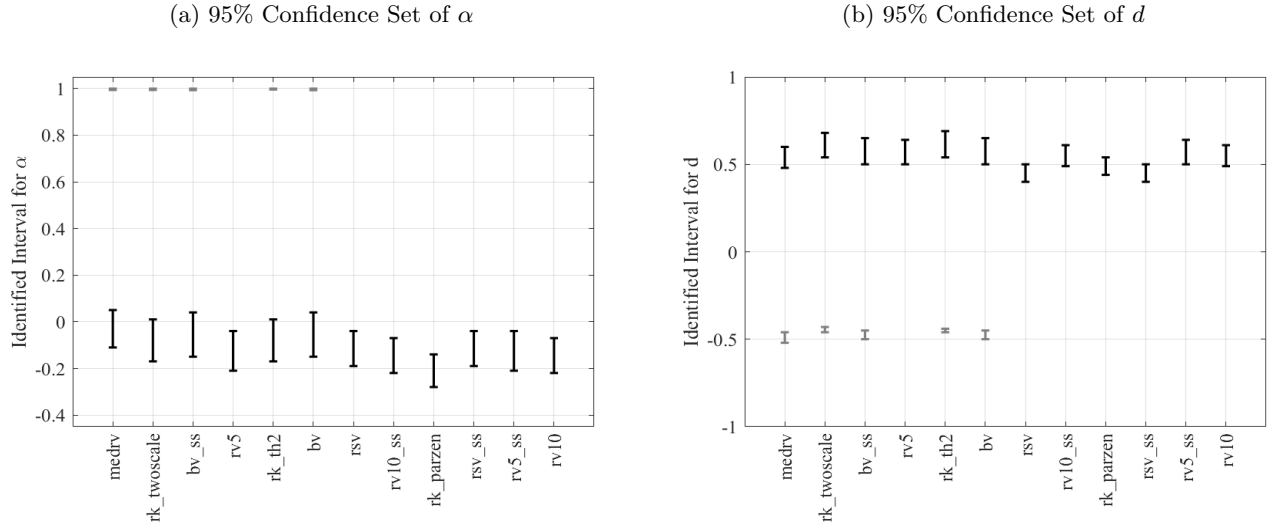 (a) 95% Confidence Set of α
Identified Interval for α
1
0.8
0.6
0.4
0.2
0
-0.2
-0.4
medrv
rk_twoscale
bv_ss
rv5
rk_th2
bv
rsv
rv10_ss
rk_parzen
rsv_ss
rv5_ss
rv10
(b) 95% Confidence Set of d
Identified Interval for d
1
0.5
0
-0.5
-1
medrv
rk_twoscale
bv_ss
rv5
rk_th2
bv
rsv
rv10_ss
rk_parzen
rsv_ss
rv5_ss
rv10